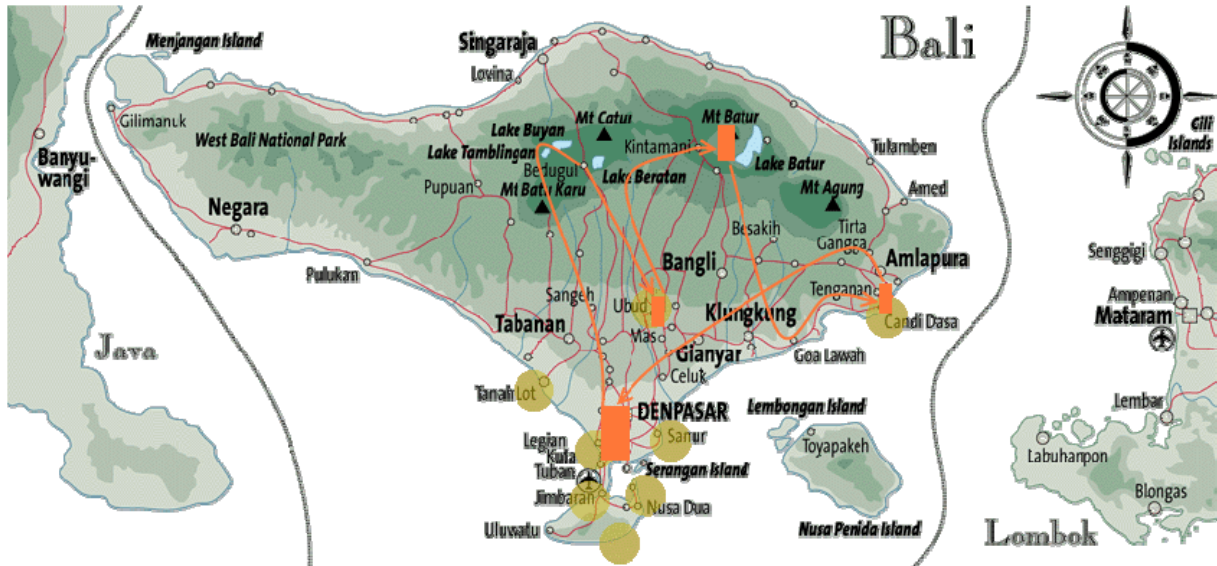 Bali
Menjangan Island
Singaraja
Lovina
Gilimanuk
West Bali National Park
Lake Buyan
Mt Catur
Mt Batur
Gili
Islands
Banyu-
wangi
Lake Tamblingan
Kintamani
Lake Batur
Tulamben
Bedugul
Lake Beratan
Pupuan
Mt Batu Karu
Mt Agung
Amed
Negara
Besakih
Tirta
Gangga
Senggigi
Pulukan
Bangli
Amlapura
Sangeh
Ubud
Tenganan
Ampenan
Mataram
Java
Tabanan
Klungkung
Candi Dasa
Mas
Gianyar
Goa Lawah
Celuk
Tanah Lot
DENPASAR
Lembongan Island
Lembar
Legian
Sanur
Toyapakeh
Kuta
Labuhanpon
Tuban
Serangan Island
Jimbaran
Nusa Dua
Blongas
Uluwatu
Nusa Penida Island
Lombok